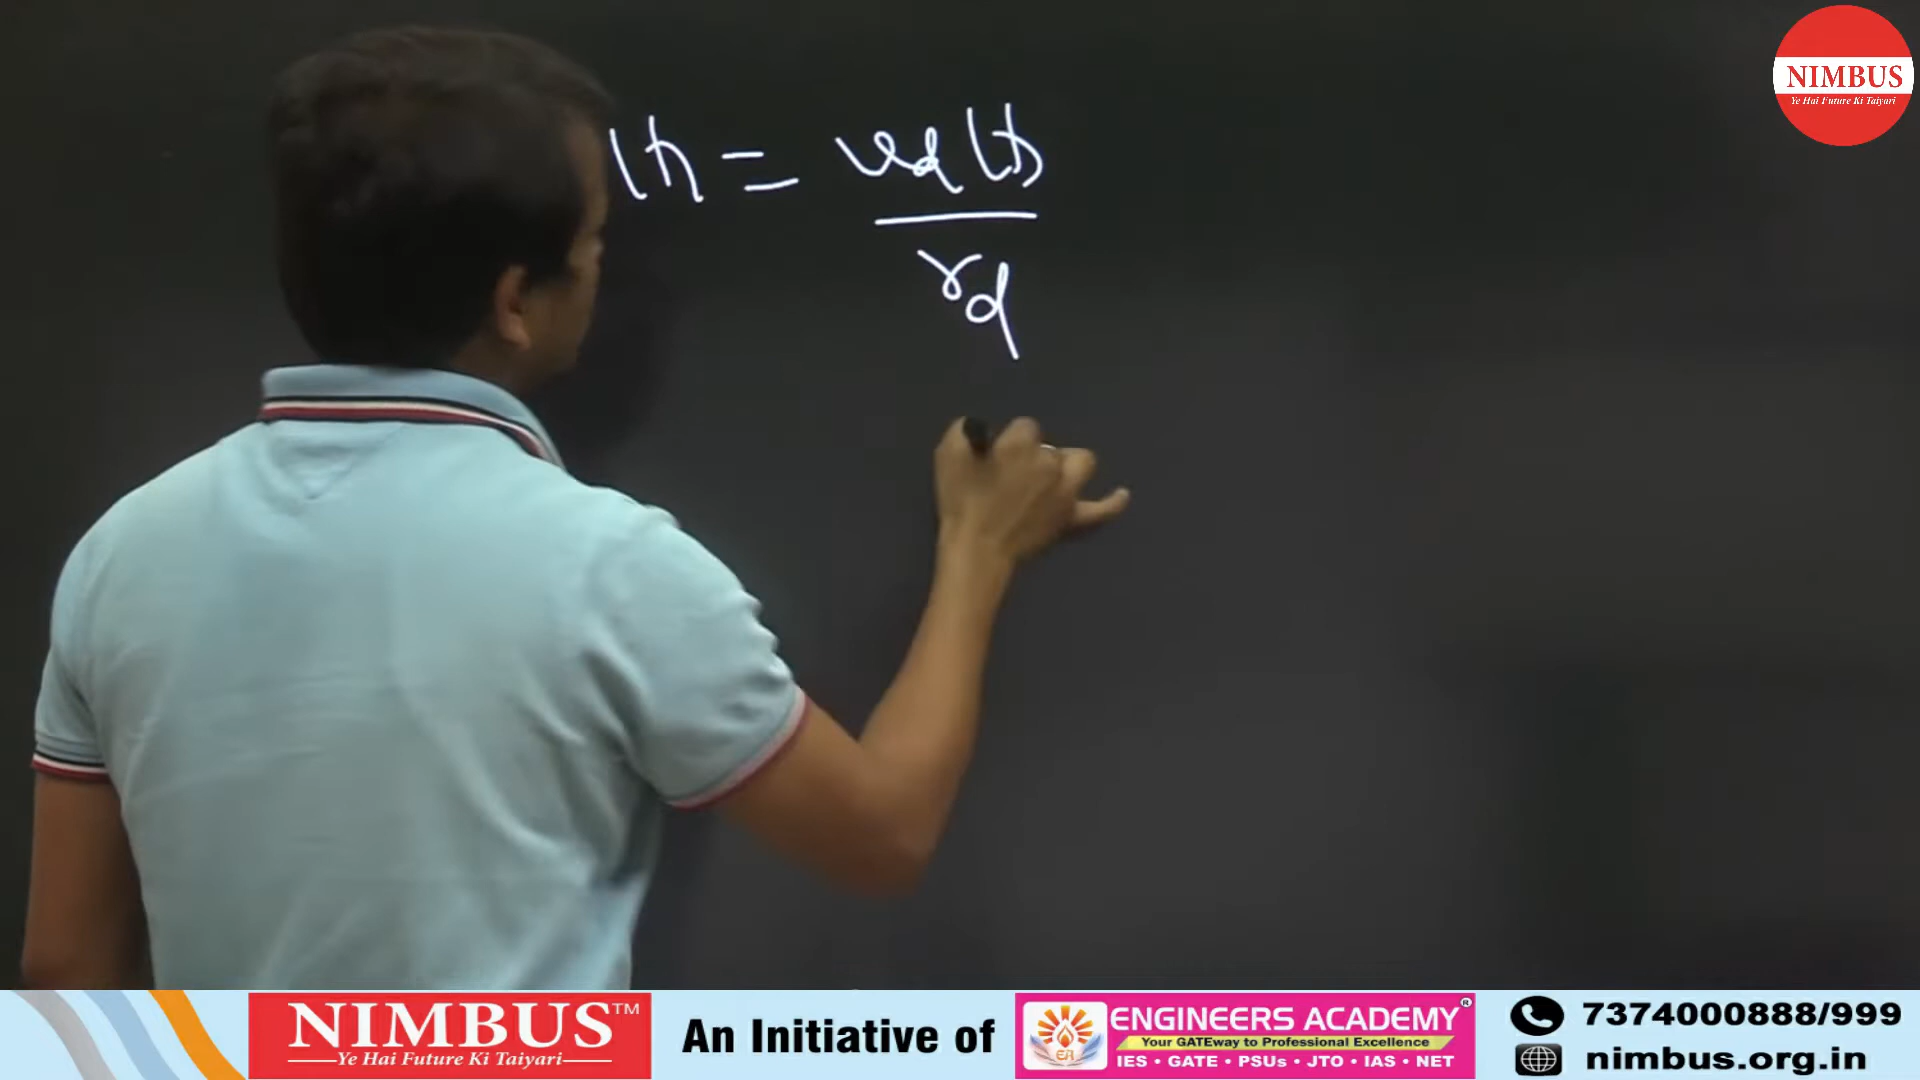 NIMBUS
Ye Hai Future Ki Taiyari
(t) = vd(t)
rd
NIMBUS™
Ye Hai Future Ki Taiyari
An Initiative of
ENGINEERS ACADEMY®
Your GATEway to Professional Excellence
IES • GATE • PSUs • JTO • IAS • NET
EA
7374000888/999
nimbus.org.in